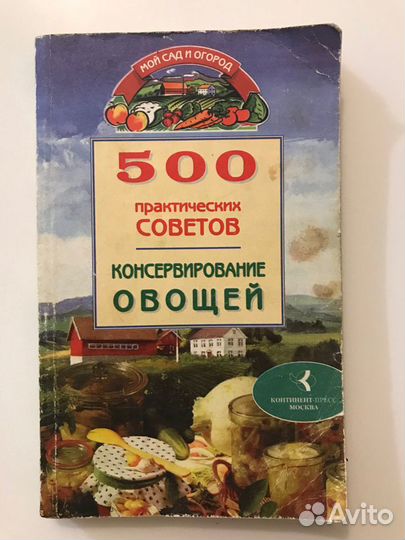 МОЙ САД И ОГОРОД
500
практических
СОВЕТОВ
КОНСЕРВИРОВАНИЕ
ОВОЩЕЙ
КОНТИНЕНТ-ПРЕСС
МОСКВА
Avito